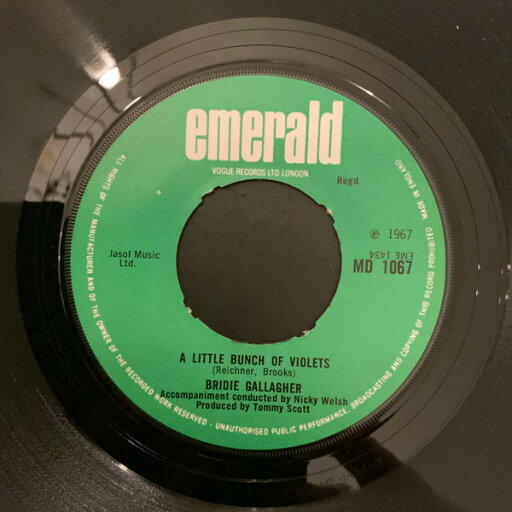 emerald
VOGUE RECORDS LTD LONDON
Regd.
℗ 1967
EME 1434
MD 1067
Jasol Music
Ltd.
A LITTLE BUNCH OF VIOLETS
(Reichner, Brooks)
BRIDIE GALLAGHER
Accompaniment conducted by Nicky Welsh
Produced by Tommy Scott
ALL RIGHTS OF THE MANUFACTURER AND OF THE OWNER OF THE RECORDED WORK RESERVED - UNAUTHORISED PUBLIC PERFORMANCE, BROADCASTING AND COPYING OF THIS RECORD PROHIBITED
MADE IN ENGLAND